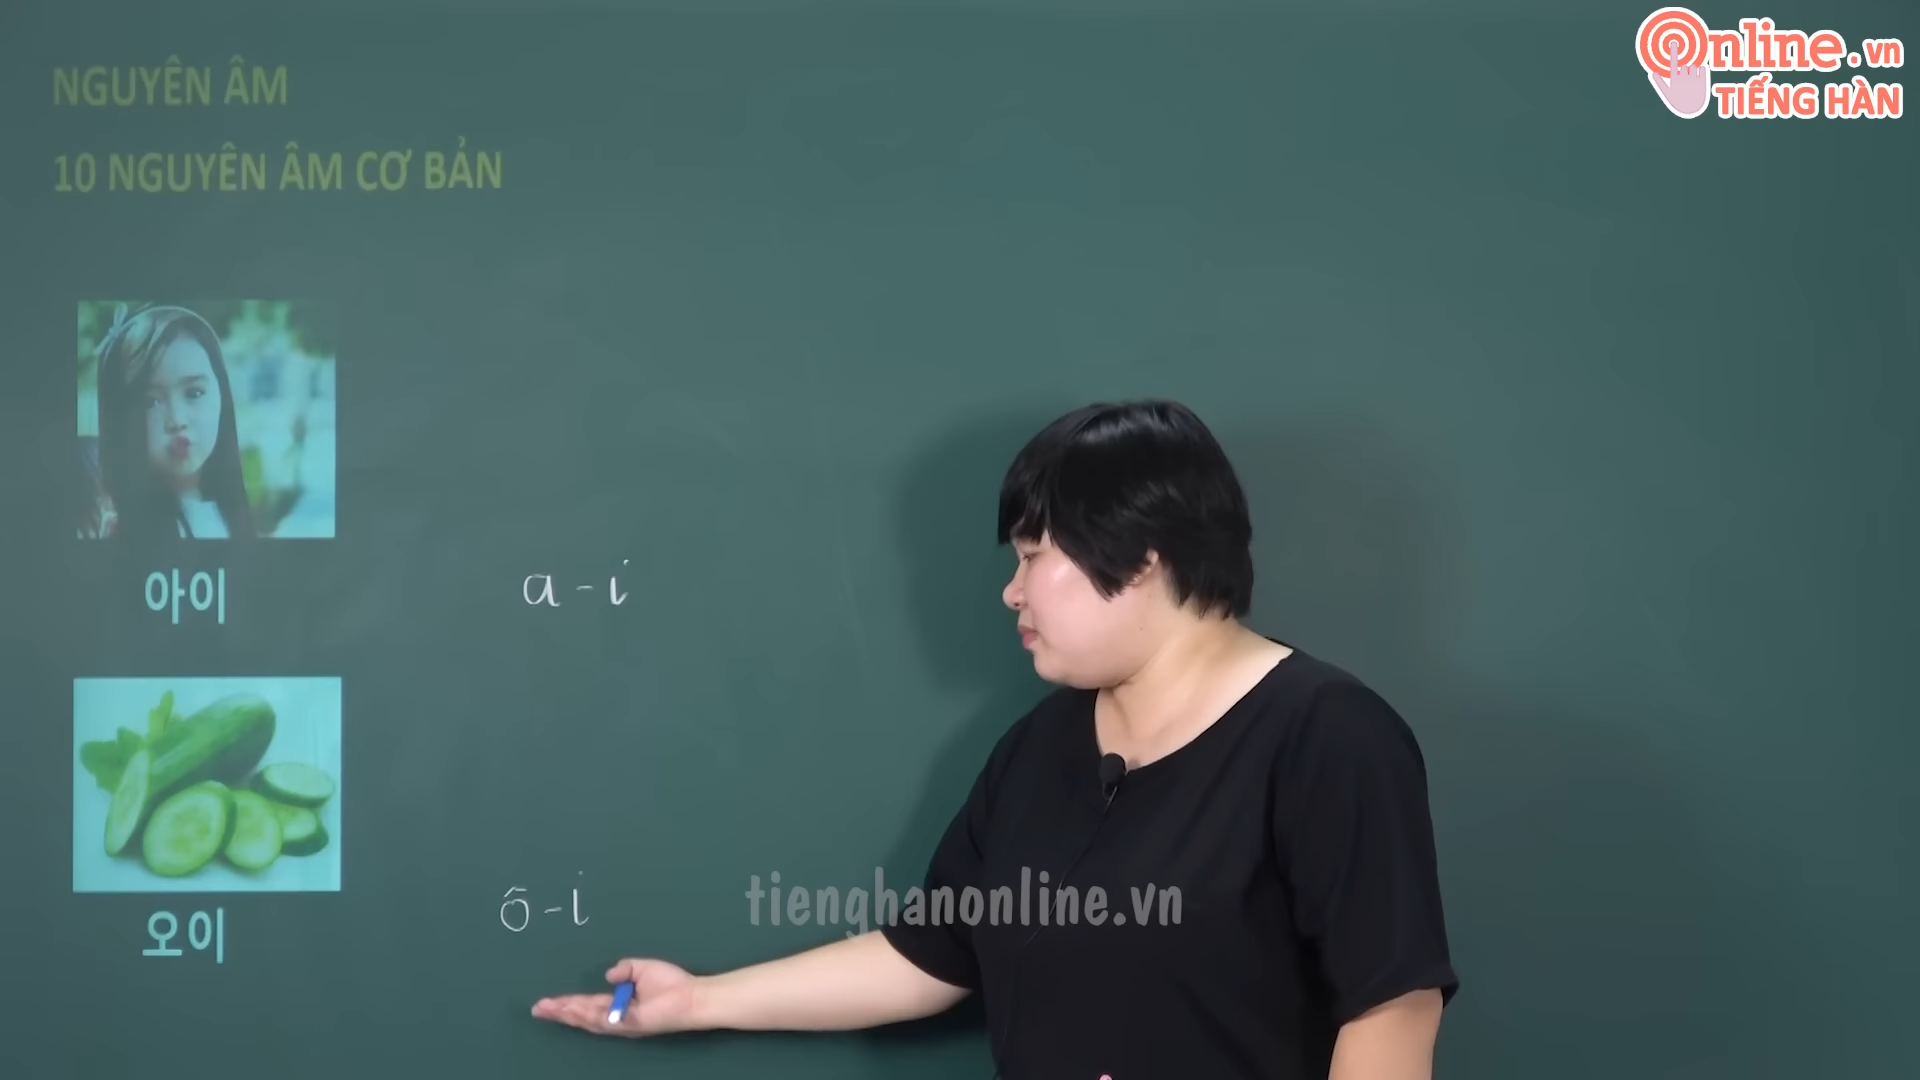 NGUYÊN ÂM
10 NGUYÊN ÂM CƠ BẢN
아이
a - i
오이
ô - i
Online.vn
TIẾNG HÀN
tienghanonline.vn